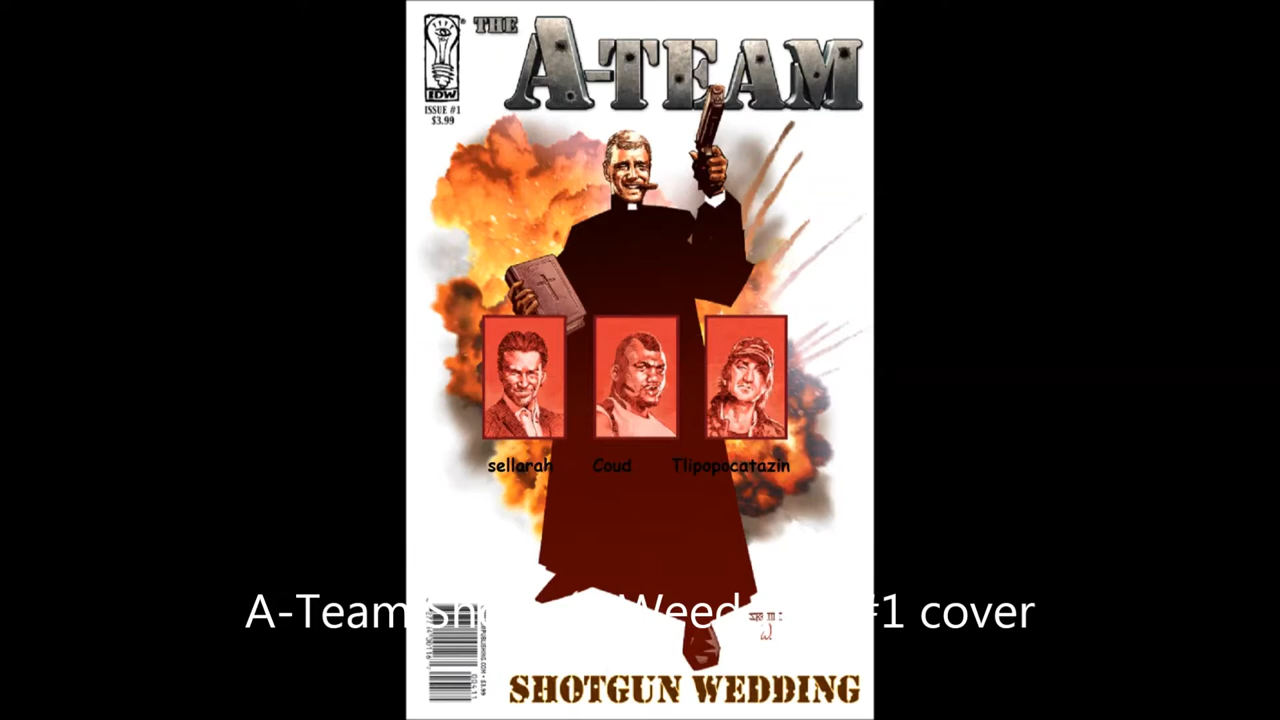 THE
A-TEAM
IDW
ISSUE #1
$3.99
sellarah Coud Tlipopocatazin
A-Team #1 cover
SHOTGUN WEDDING